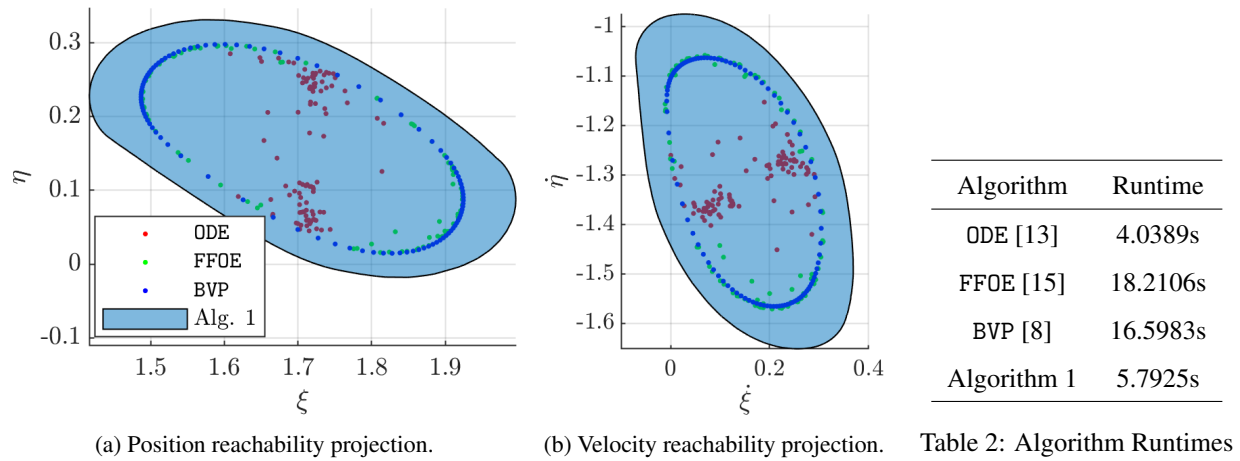 0.3
0.2
0.1
0
-0.1
η
1.5
1.6
1.7
1.8
1.9
ξ
ODE
FFOE
BVP
Alg. 1
(a) Position reachability projection.
-1
-1.1
-1.2
-1.3
-1.4
-1.5
-1.6
η̇
0
0.2
0.4
ξ̇
(b) Velocity reachability projection.
Algorithm Runtime
ODE [13] 4.0389s
FFOE [15] 18.2106s
BVP [8] 16.5983s
Algorithm 1 5.7925s
Table 2: Algorithm Runtimes